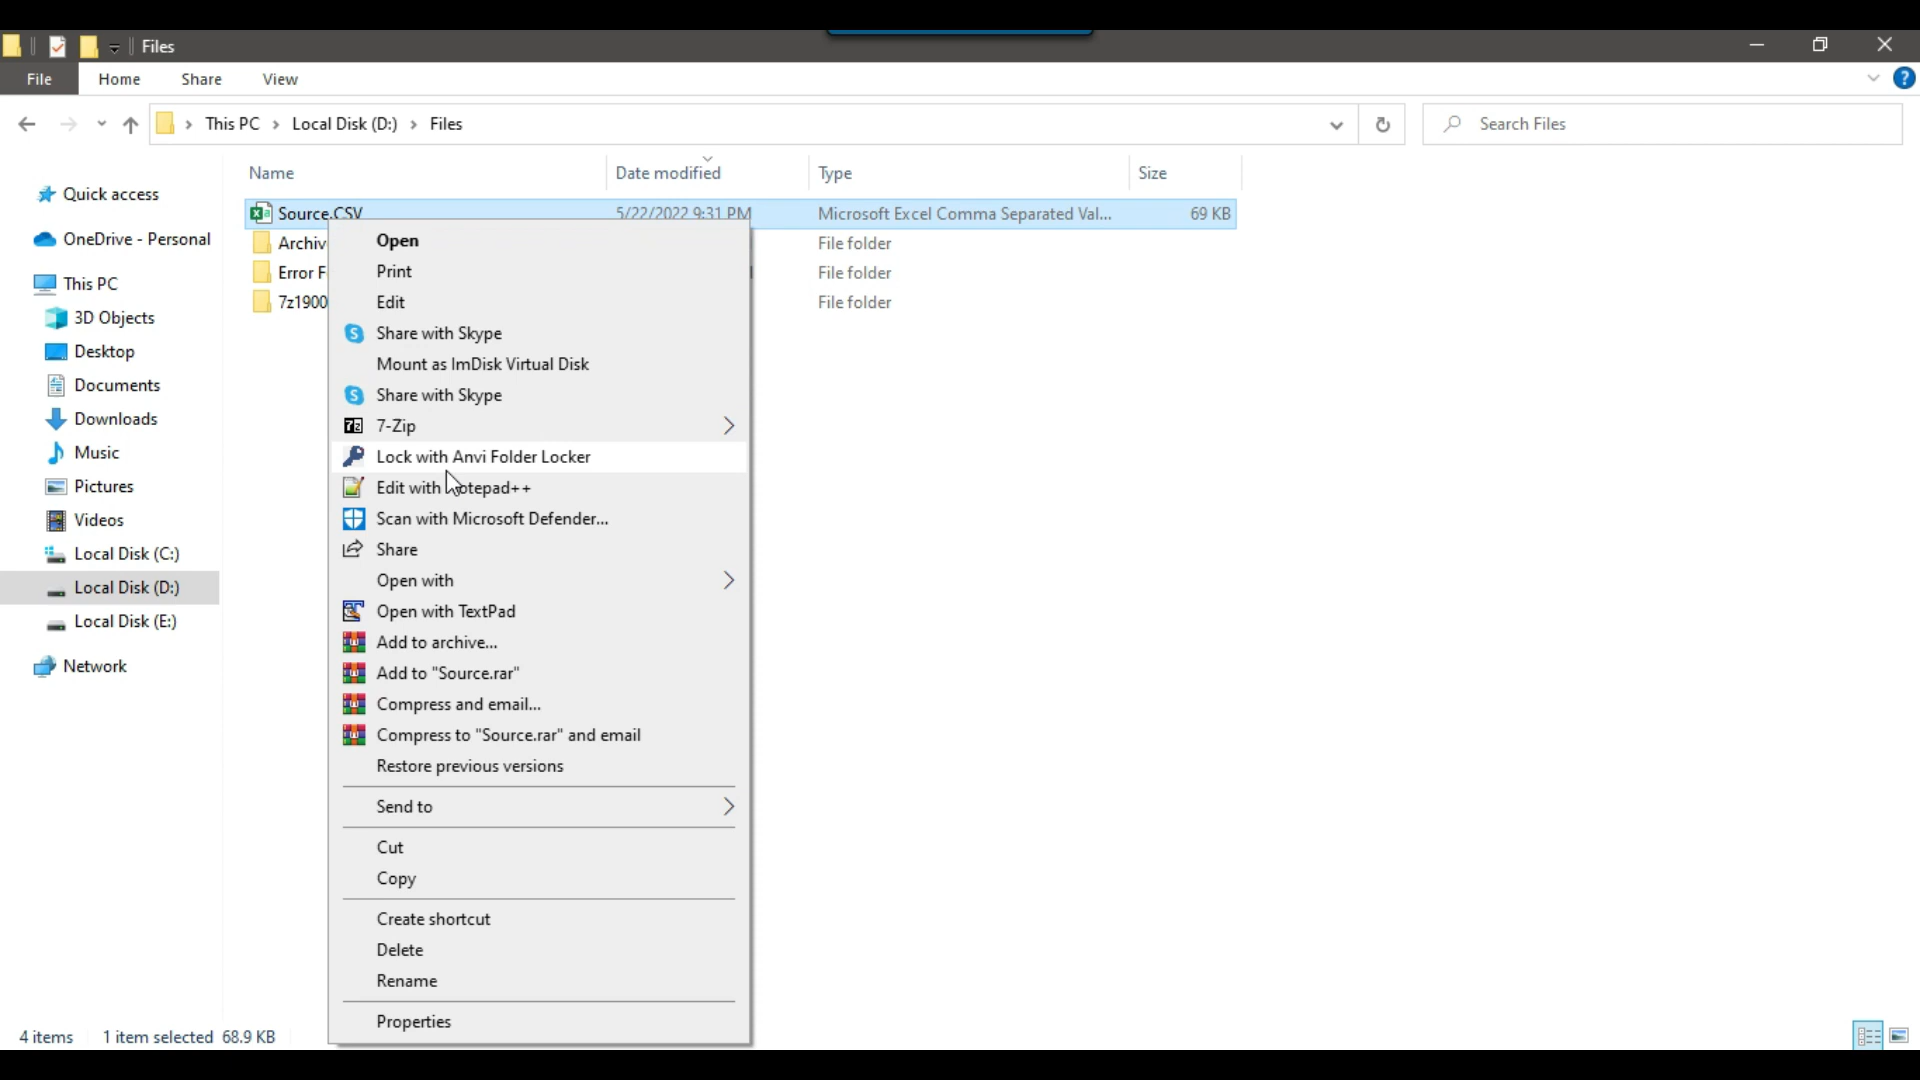 Files
File Home Share View
This PC > Local Disk (D:) > Files
Search Files
Name Date modified Type Size
Quick access
OneDrive - Personal
This PC
3D Objects
Desktop
Documents
Downloads
Music
Pictures
Videos
Local Disk (C:)
Local Disk (D:)
Local Disk (E:)
Network
Source.CSV 5/22/2022 9:31 PM Microsoft Excel Comma Separated Val... 69 KB
Archiv File folder
Error F File folder
7z1900 File folder
Open
Print
Edit
Share with Skype
Mount as ImDisk Virtual Disk
Share with Skype
7-Zip
Lock with Anvi Folder Locker
Edit with Notepad++
Scan with Microsoft Defender...
Share
Open with
Open with TextPad
Add to archive...
Add to "Source.rar"
Compress and email...
Compress to "Source.rar" and email
Restore previous versions
Send to
Cut
Copy
Create shortcut
Delete
Rename
Properties
4 items 1 item selected 68.9 KB